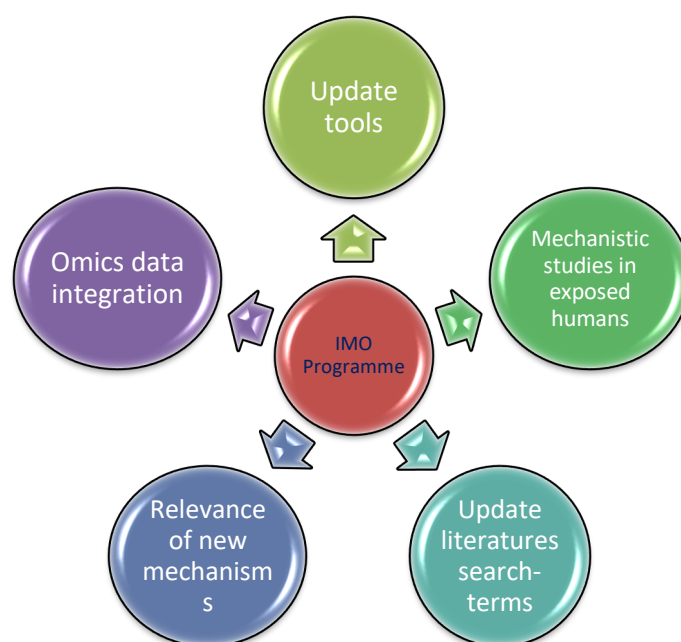 Update
tools
Mechanistic
studies in
exposed
humans
Omics data
integration
IMO
Programme
Relevance
of new
mechanism
s
Update
literatures
search-
terms